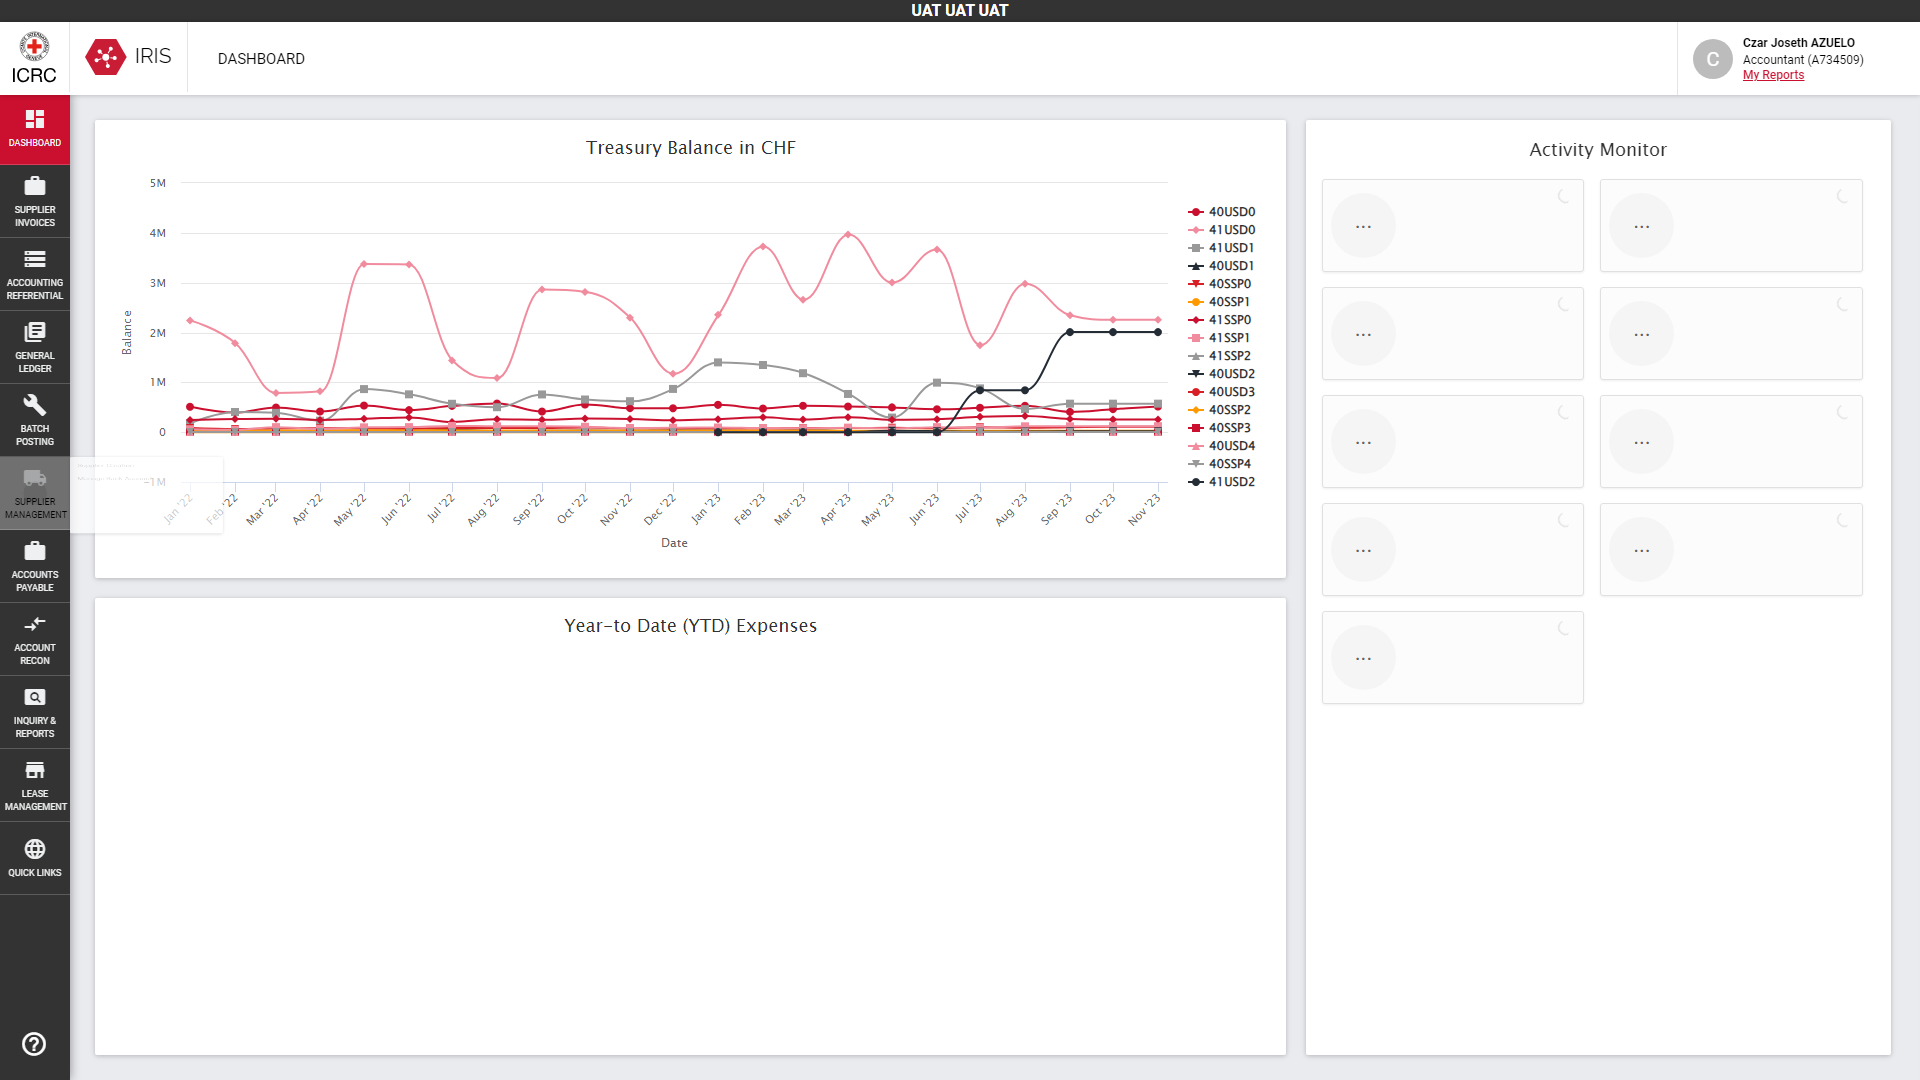 UAT UAT UAT
ICRC
IRIS
DASHBOARD
Czar Joseth AZUELO
Accountant (A734509)
My Reports
DASHBOARD
SUPPLIER
INVOICES
ACCOUNTING
REFERENTIAL
GENERAL
LEDGER
BATCH
POSTING
SUPPLIER
MANAGEMENT
ACCOUNTS
PAYABLE
ACCOUNT
RECON
INQUIRY &
REPORTS
LEASE
MANAGEMENT
QUICK LINKS
Treasury Balance in CHF
Balance
5M
4M
3M
2M
1M
0
-1M
Jan '22
Feb '22
Mar '22
Apr '22
May '22
Jun '22
Jul '22
Aug '22
Sep '22
Oct '22
Nov '22
Dec '22
Jan '23
Feb '23
Mar '23
Apr '23
May '23
Jun '23
Jul '23
Aug '23
Sep '23
Oct '23
Nov '23
Date
40USD0
41USD0
41USD1
40USD1
40SSP0
40SSP1
41SSP0
41SSP1
41SSP2
40USD2
40USD3
40SSP2
40SSP3
40USD4
40SSP4
41USD2
Year-to Date (YTD) Expenses
Activity Monitor
...
...
...
...
...
...
...
...
...
C